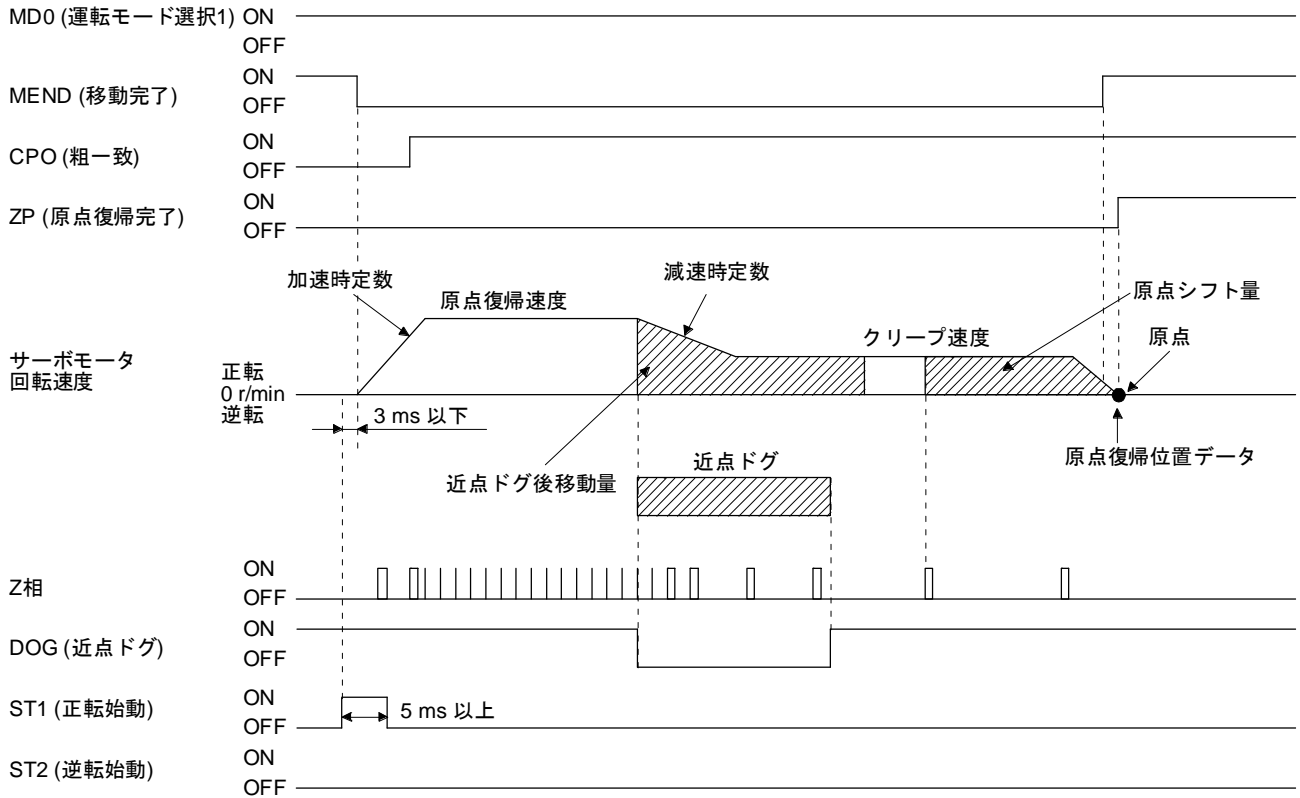 MD0 (運転モード選択1) ON
OFF
MEND (移動完了) ON
OFF
CPO (粗一致) ON
OFF
ZP (原点復帰完了) ON
OFF
加速時定数
原点復帰速度
減速時定数
原点シフト量
クリープ速度
原点
サーボモータ
回転速度
正転
0 r/min
逆転
3 ms 以下
近点ドグ後移動量
近点ドグ
原点復帰位置データ
Z相 ON
OFF
DOG (近点ドグ) ON
OFF
ST1 (正転始動) ON
OFF
5 ms 以上
ST2 (逆転始動) ON
OFF